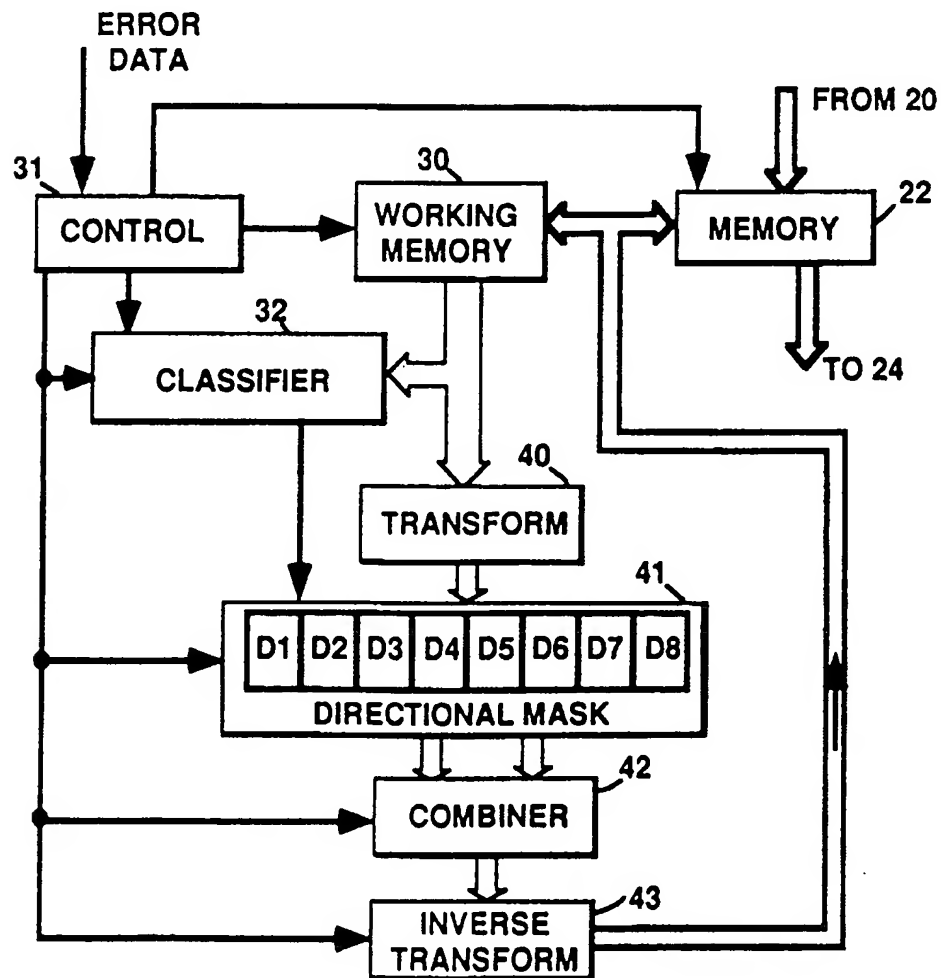 ERROR
DATA
FROM 20
31
30
CONTROL
WORKING
MEMORY
MEMORY
22
32
CLASSIFIER
TO 24
40
TRANSFORM
41
D1 D2 D3 D4 D5 D6 D7 D8
DIRECTIONAL MASK
42
COMBINER
43
INVERSE
TRANSFORM